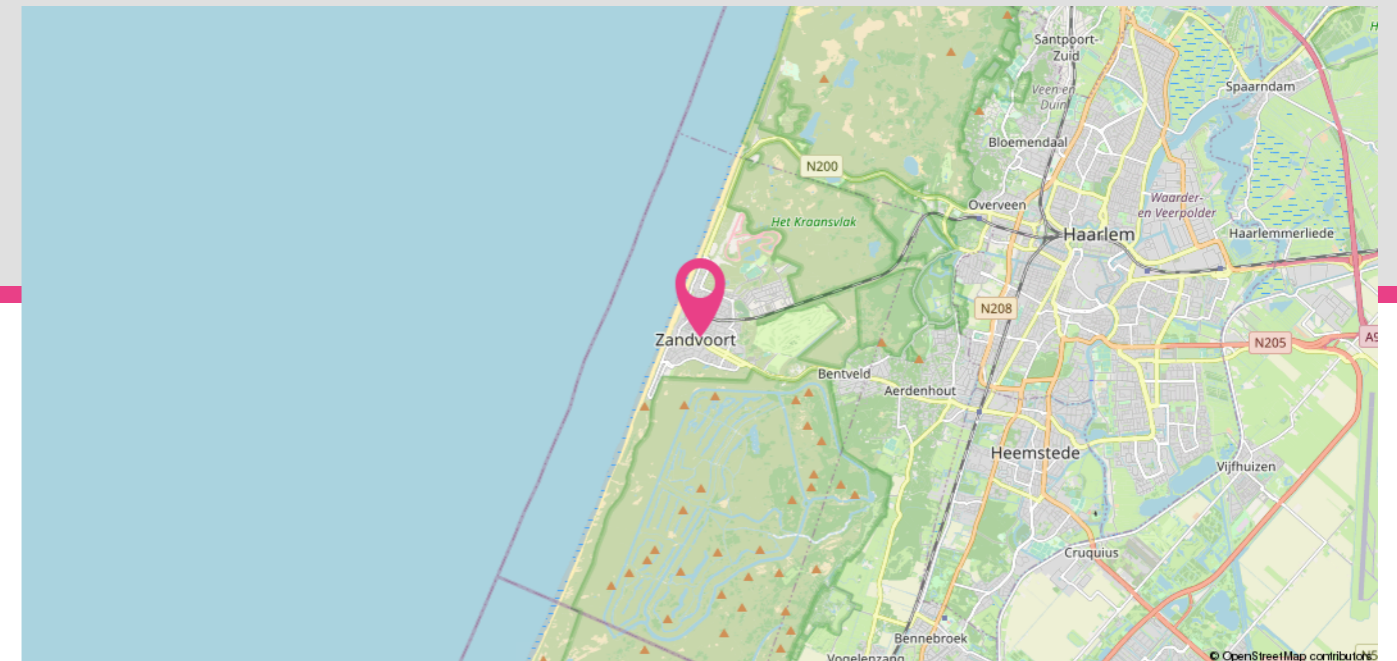 Santpoort-
Zuid
Spaarndam
Veen en
Duin
Bloemendaal
N200
Waarder-
en Veerpolder
Overveen
Het Kraansvlak
Haarlem
Haarlemmerliede
N208
Zandvoort
N205
A9
Bentveld
Aerdenhout
Heemstede
Vijfhuizen
Cruquius
Bennebroek
Vogelenzang
© OpenStreetMap contributors